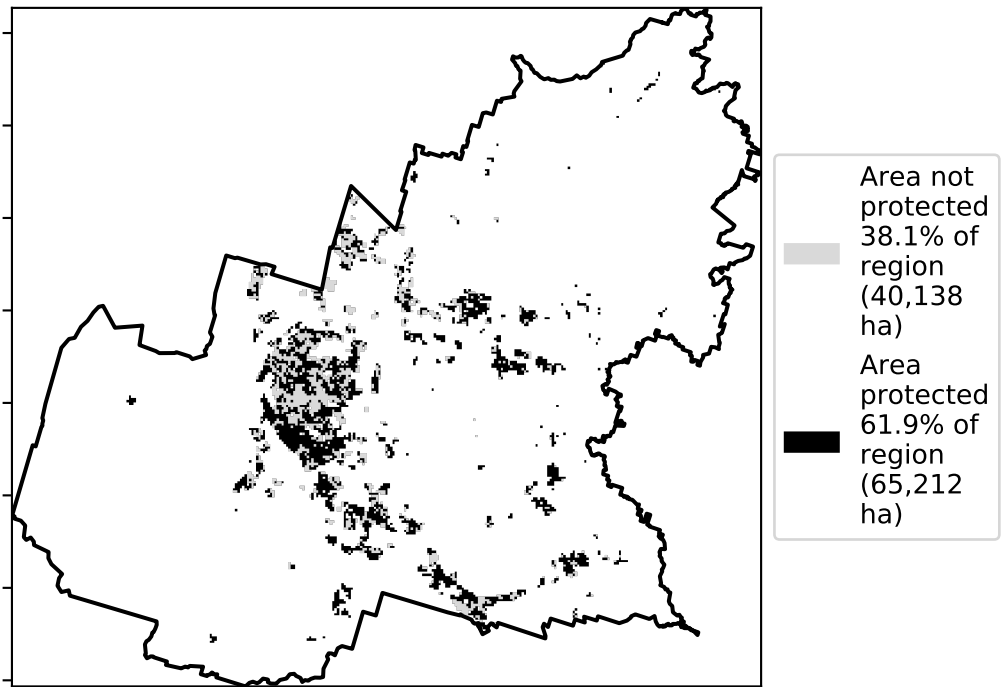 Area not
protected
38.1% of
region
(40,138
ha)
Area
protected
61.9% of
region
(65,212
ha)